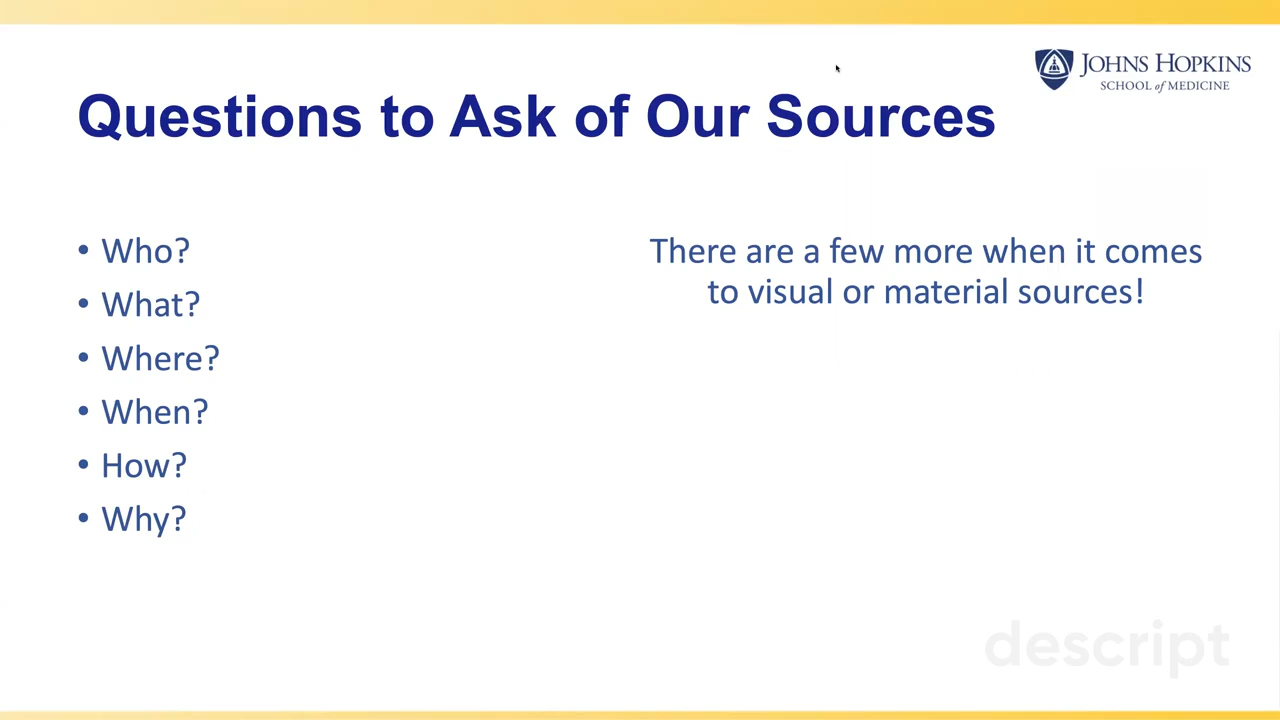 JOHNS HOPKINS
SCHOOL of MEDICINE
Questions to Ask of Our Sources
• Who?
• What?
• Where?
• When?
• How?
• Why?
There are a few more when it comes
to visual or material sources!
descript